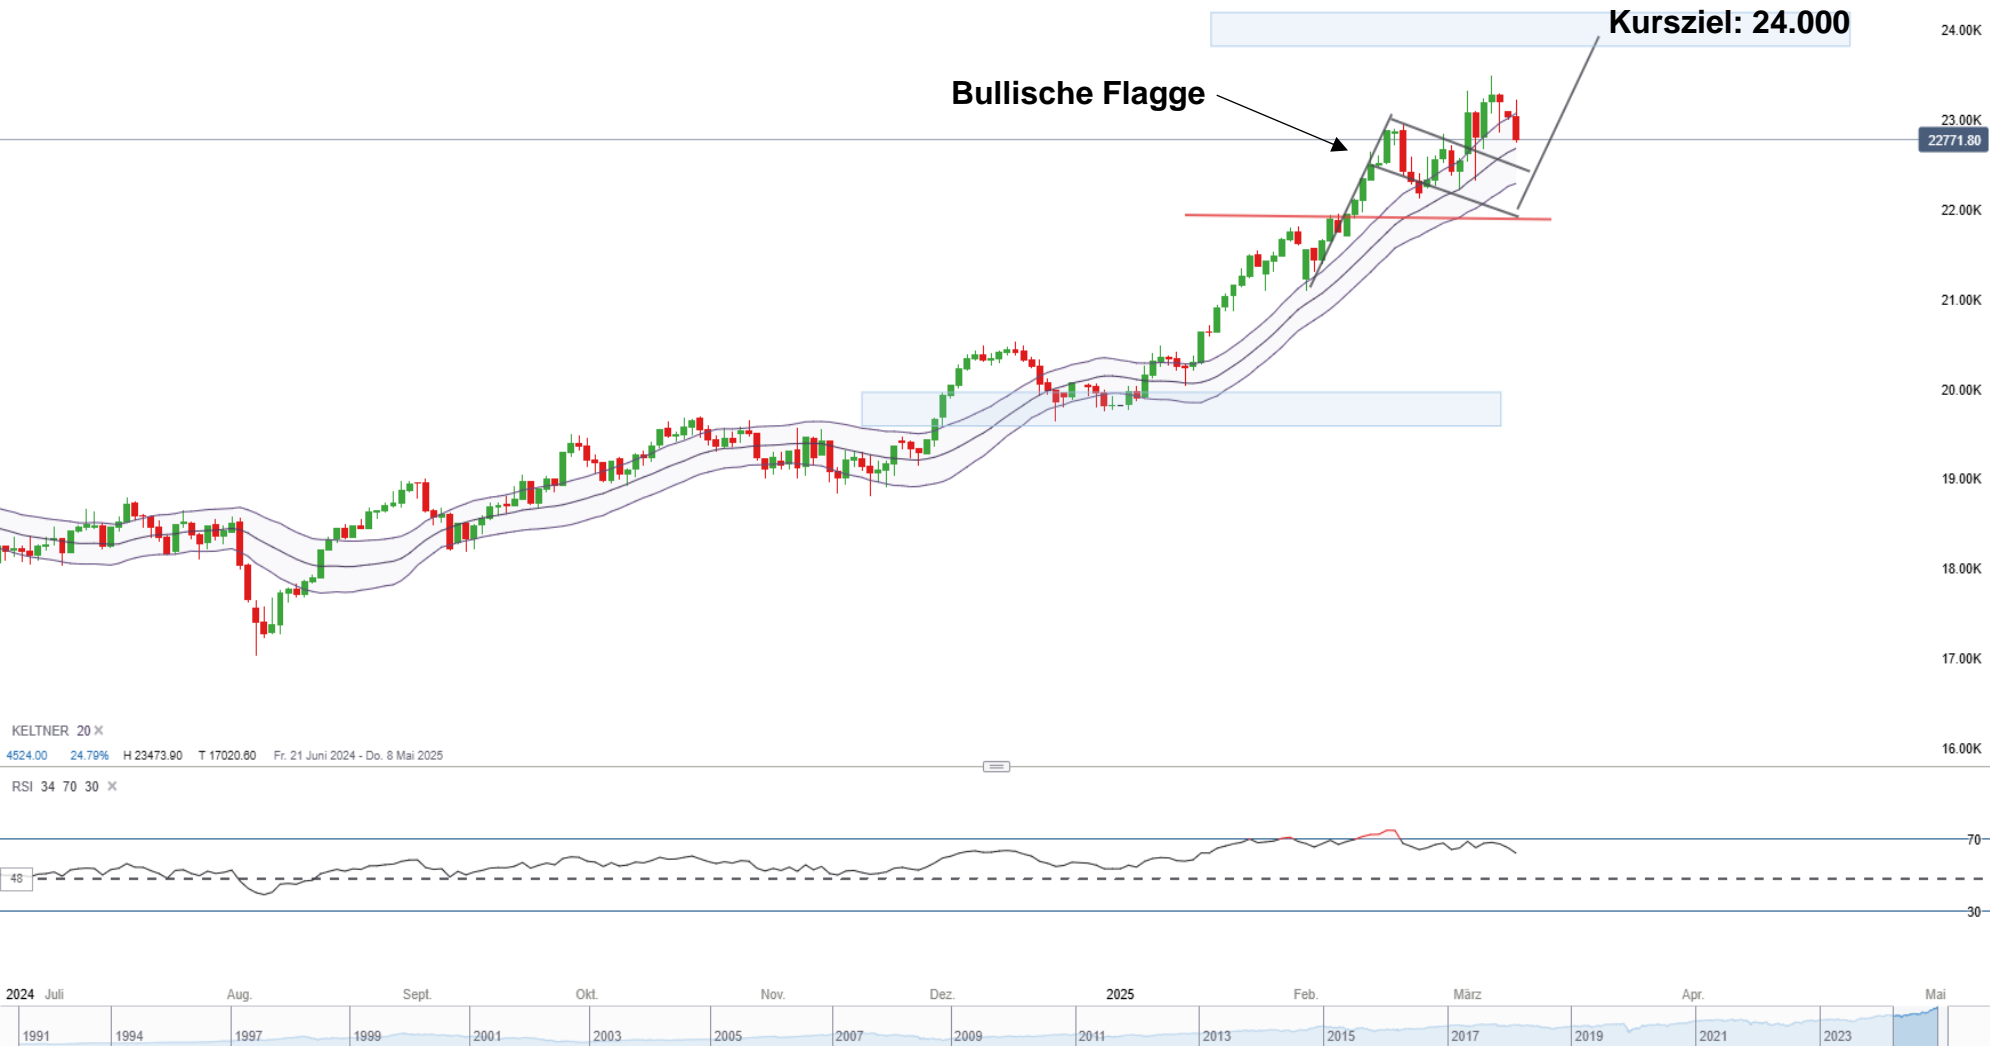 Kursziel: 24.000
24.00K
Bullische Flagge
23.00K
22771.80
22.00K
21.00K
20.00K
19.00K
18.00K
17.00K
16.00K
KELTNER 20 ×
4524.00 24.79% H 23473.90 T 17020.60 Fr. 21 Juni 2024 - Do. 8 Mai 2025
RSI 34 70 30 ×
70
48
30
2024 Juli Aug. Sept. Okt. Nov. Dez. 2025 Feb. März Apr. Mai
1991 1994 1997 1999 2001 2003 2005 2007 2009 2011 2013 2015 2017 2019 2021 2023